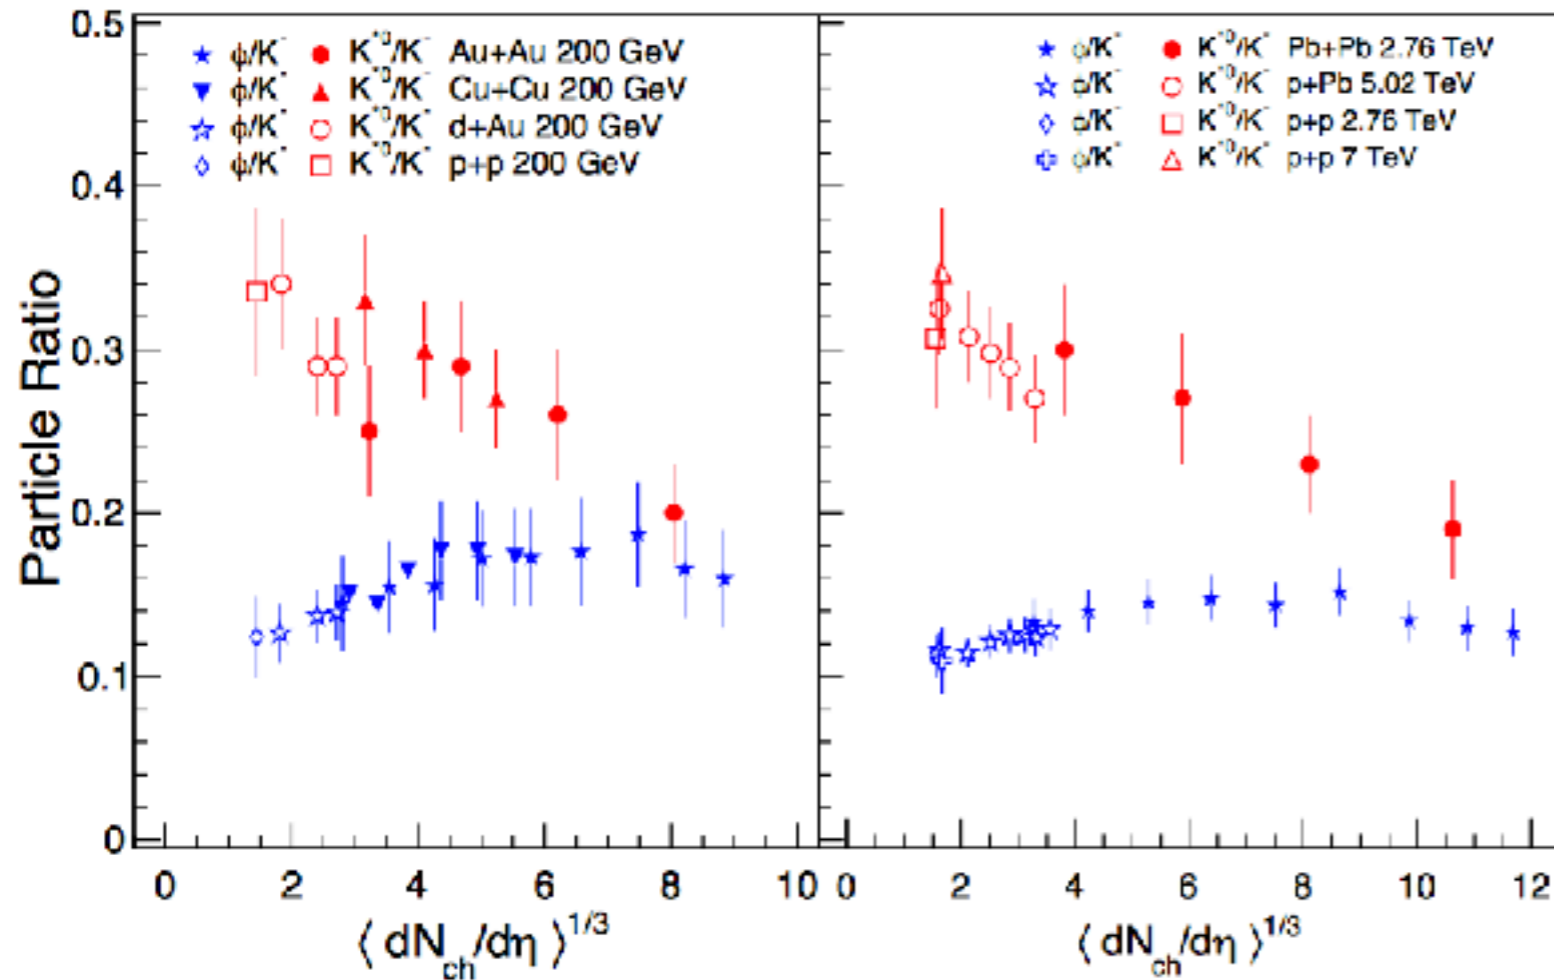 0.5
ϕ/K⁻ K*⁰/K⁻ Au+Au 200 GeV
ϕ/K⁻ K*⁰/K⁻ Cu+Cu 200 GeV
ϕ/K⁻ K*⁰/K⁻ d+Au 200 GeV
ϕ/K⁻ K*⁰/K⁻ p+p 200 GeV
0.4
0.3
0.2
0.1
0
Particle Ratio
0 2 4 6 8 10
⟨ dN_ch/dη ⟩^1/3
ϕ/K⁻ K*⁰/K⁻ Pb+Pb 2.76 TeV
ϕ/K⁻ K*⁰/K⁻ p+Pb 5.02 TeV
ϕ/K⁻ K*⁰/K⁻ p+p 2.76 TeV
ϕ/K⁻ K*⁰/K⁻ p+p 7 TeV
0 2 4 6 8 10 12
⟨ dN_ch/dη ⟩^1/3